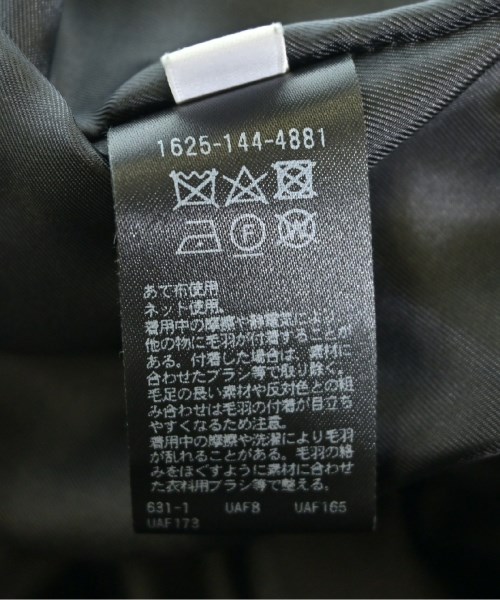 1625-144-4881
あて布使用
ネット使用。
着用中の摩擦や静電気により、
他の物に毛羽が付着することが
ある。付着した場合は、素材に
合わせたブラシ等で取り除く。
毛足の長い素材や反対色との組
み合わせは毛羽の付着が目立ち
やすくなるため注意。
着用中の摩擦や洗濯により毛羽
が乱れることがある。毛羽の絡
みをほぐすように素材に合わせ
た衣料用ブラシ等で整える。
631-1 UAF8 UAF165
UAF173